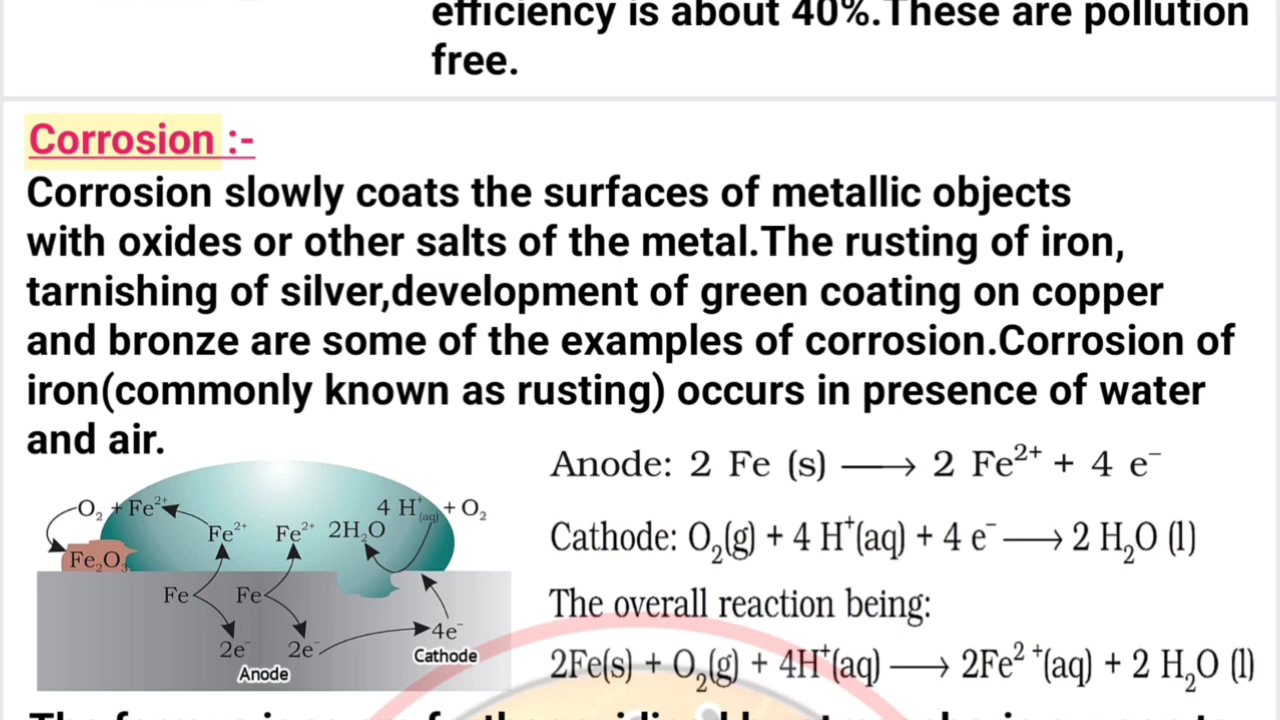 efficiency is about 40%.These are pollution
free.
Corrosion :-
Corrosion slowly coats the surfaces of metallic objects
with oxides or other salts of the metal.The rusting of iron,
tarnishing of silver,development of green coating on copper
and bronze are some of the examples of corrosion.Corrosion of
iron(commonly known as rusting) occurs in presence of water
and air.
Anode: 2 Fe (s) ⟶ 2 Fe²⁺ + 4 e⁻
Cathode: O₂(g) + 4 H⁺(aq) + 4 e⁻ ⟶ 2 H₂O (l)
The overall reaction being:
2Fe(s) + O₂(g) + 4H⁺(aq) ⟶ 2Fe²⁺(aq) + 2 H₂O (l)
O₂ + Fe²⁺
4 H⁺(aq) + O₂
Fe²⁺ Fe²⁺ 2H₂O
Fe₂O₃
Fe Fe
2e⁻ 2e⁻ 4e⁻
Anode
Cathode